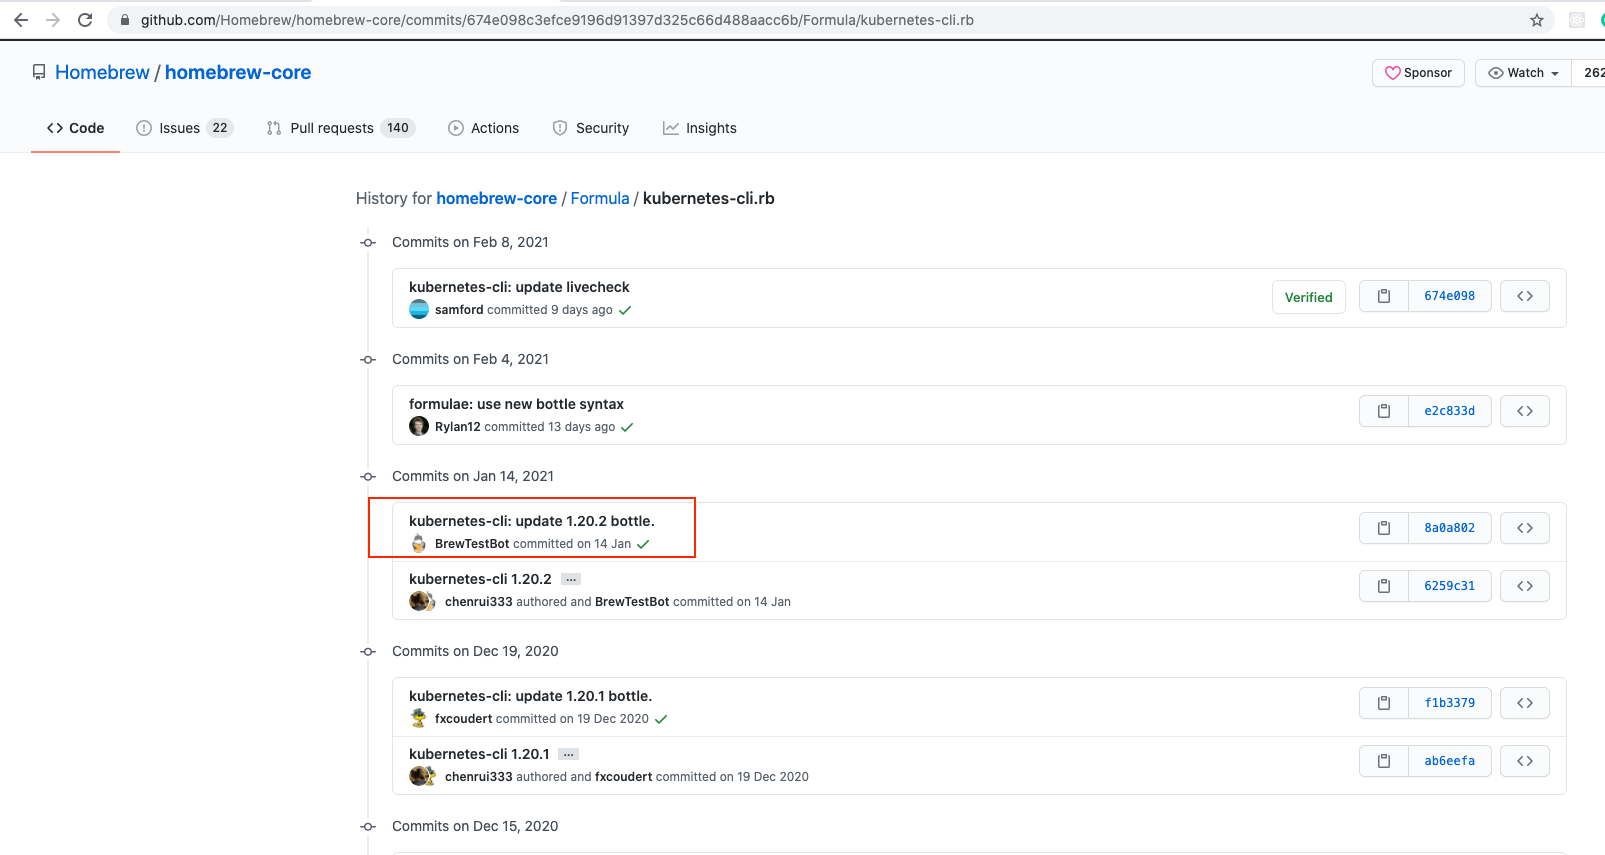 github.com/Homebrew/homebrew-core/commits/674e098c3efce9196d91397d325c66d488aacc6b/Formula/kubernetes-cli.rb
Homebrew / homebrew-core
Sponsor
Watch
262
Code
Issues 22
Pull requests 140
Actions
Security
Insights
History for homebrew-core / Formula / kubernetes-cli.rb
Commits on Feb 8, 2021
kubernetes-cli: update livecheck
samford committed 9 days ago
Verified
674e098
Commits on Feb 4, 2021
formulae: use new bottle syntax
Rylan12 committed 13 days ago
e2c833d
Commits on Jan 14, 2021
kubernetes-cli: update 1.20.2 bottle.
BrewTestBot committed on 14 Jan
8a0a802
kubernetes-cli 1.20.2 …
chenrui333 authored and BrewTestBot committed on 14 Jan
6259c31
Commits on Dec 19, 2020
kubernetes-cli: update 1.20.1 bottle.
fxcoudert committed on 19 Dec 2020
f1b3379
kubernetes-cli 1.20.1 …
chenrui333 authored and fxcoudert committed on 19 Dec 2020
ab6eefa
Commits on Dec 15, 2020